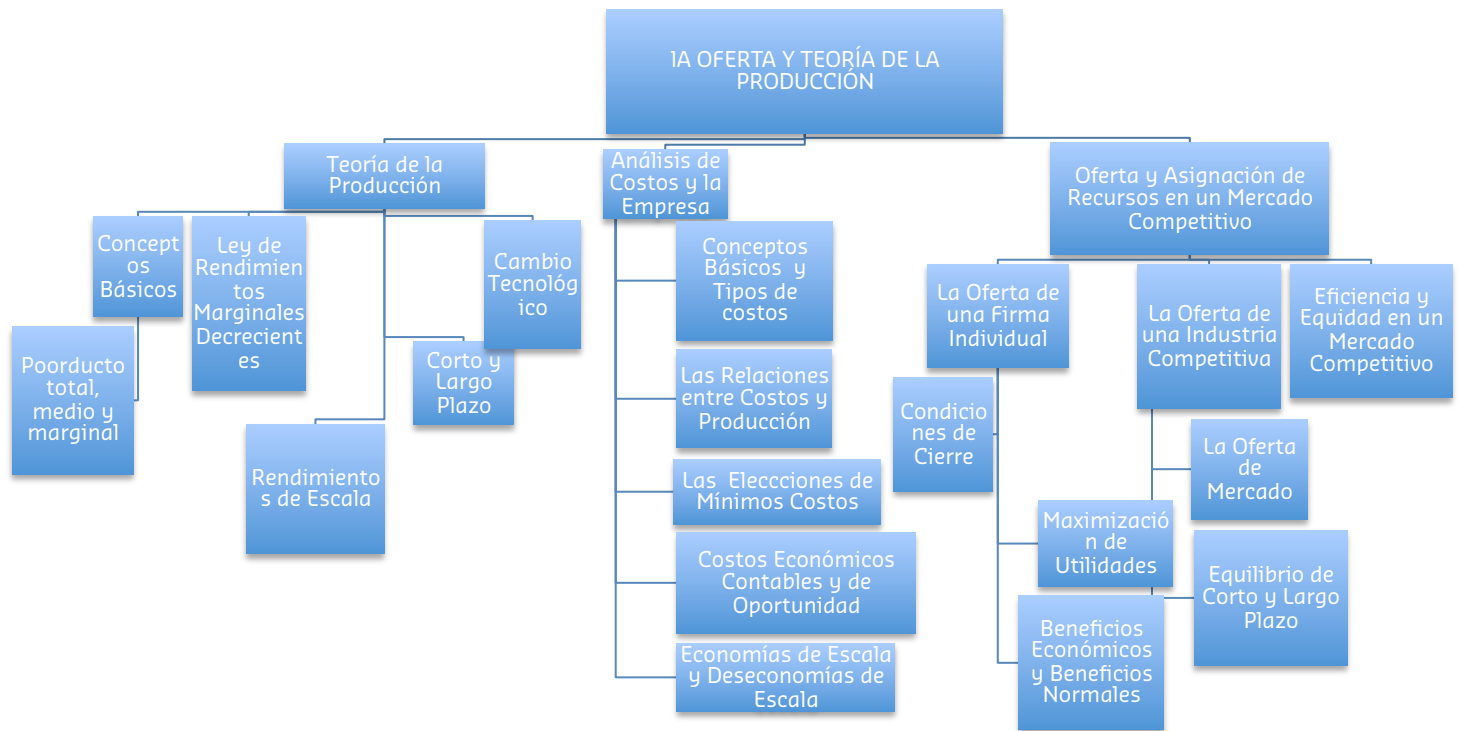 lA OFERTA Y TEORÍA DE LA
PRODUCCIÓN
Teoría de la
Producción
Concept
os
Básicos
Poorducto
total,
medio y
marginal
Ley de
Rendimien
tos
Marginales
Decrecient
es
Rendimiento
s de Escala
Corto y
Largo
Plazo
Cambio
Tecnológ
ico
Análisis de
Costos y la
Empresa
Conceptos
Básicos y
Tipos de
costos
Las Relaciones
entre Costos y
Producción
Las Eleccciones de
Mínimos Costos
Costos Económicos
Contables y de
Oportunidad
Economías de Escala
y Deseconomías de
Escala
Oferta y Asignación de
Recursos en un Mercado
Competitivo
La Oferta de
una Firma
Individual
Condicio
nes de
Cierre
Maximizació
n de
Utilidades
Beneficios
Económicos
y Beneficios
Normales
La Oferta de
una Industria
Competitiva
La Oferta
de
Mercado
Equilibrio de
Corto y Largo
Plazo
Eficiencia y
Equidad en un
Mercado
Competitivo